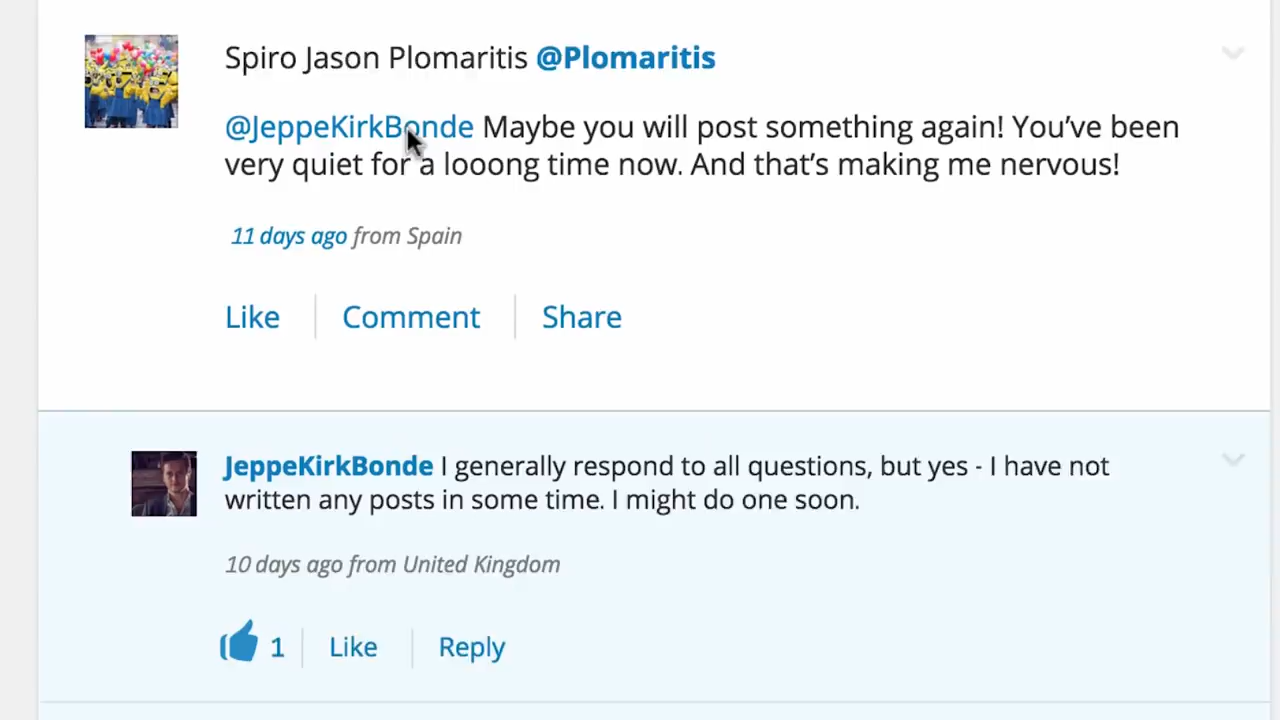 Spiro Jason Plomaritis @Plomaritis
@JeppeKirkBonde Maybe you will post something again! You’ve been
very quiet for a looong time now. And that’s making me nervous!
11 days ago from Spain
Like Comment Share
JeppeKirkBonde I generally respond to all questions, but yes - I have not
written any posts in some time. I might do one soon.
10 days ago from United Kingdom
1 Like Reply